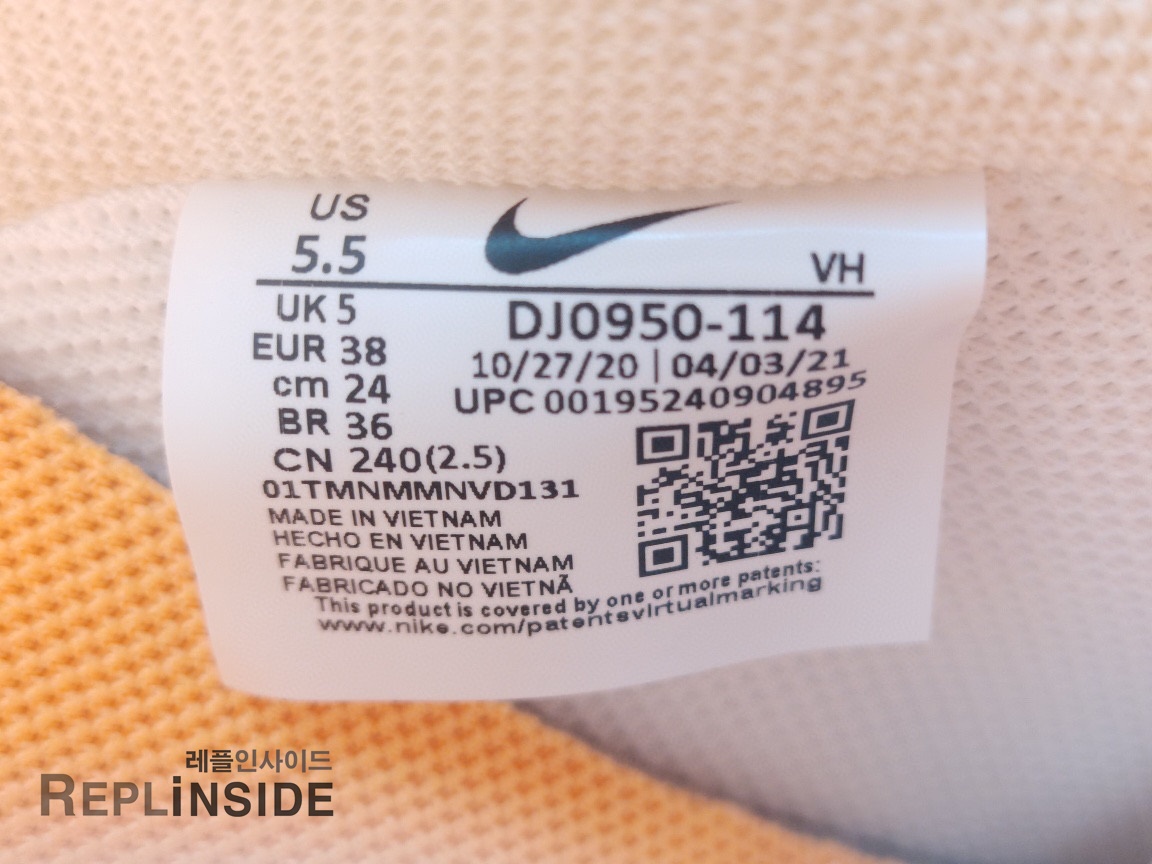 US
5.5
VH
UK 5
DJ0950-114
EUR 38
10/27/20 | 04/03/21
cm 24
UPC 00195240904895
BR 36
CN 240(2.5)
01TMNMMNVD131
MADE IN VIETNAM
HECHO EN VIETNAM
FABRIQUE AU VIETNAM
FABRICADO NO VIETNÃ
This product is covered by one or more patents:
www.nike.com/patentsvirtualmarking
레플인사이드
REPLiNSIDE